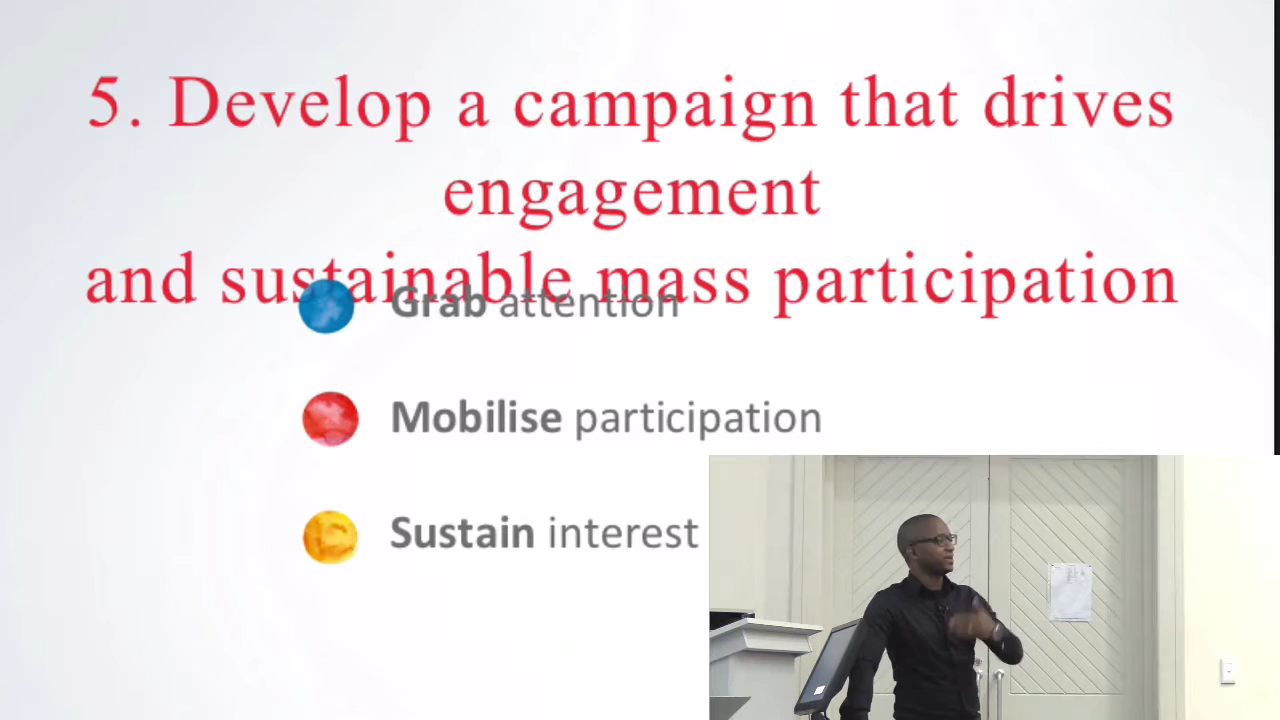 5. Develop a campaign that drives
engagement
and sustainable mass participation
Grab attention
Mobilise participation
Sustain interest